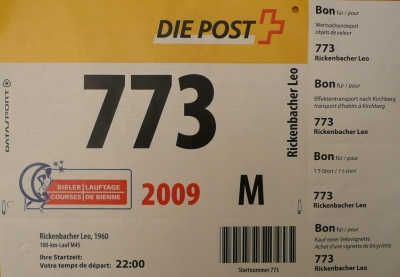 DIE POST
DATASPORT
773
Rickenbacher Leo
BIELER LAUFTAGE
COURSES DE BIENNE
2009
M
Rickenbacher Leo, 1960
100-km-Lauf M45
Ihre Startzeit:
Votre temps de départ: 22:00
Startnummer 773
Bon für / pour
Wertsachendepot
objets de valeur
773
Rickenbacher Leo
Bon für / pour
Effektentransport nach Kirchberg
transport d'habits à Kirchberg
773
Rickenbacher Leo
Bon für / pour
1 T-Shirt / 1 t-shirt
773
Rickenbacher Leo
Bon für / pour
Kauf einer Velovignette
Achat d'une vignette de bicyclette
773
Rickenbacher Leo